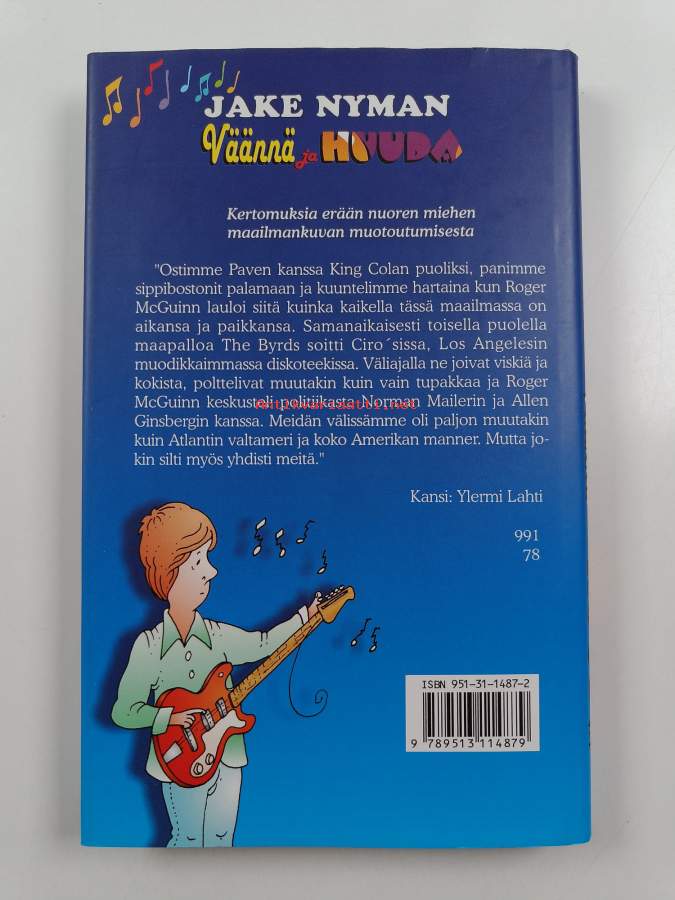 JAKE NYMAN
Väännä ja HUUDA
Kertomuksia erään nuoren miehen
maailmankuvan muotoutumisesta
"Ostimme Paven kanssa King Colan puoliksi, panimme
sippibostonit palamaan ja kuuntelimme hartaina kun Roger
McGuinn lauloi siitä kuinka kaikella tässä maailmassa on
aikansa ja paikkansa. Samanaikaisesti toisella puolella
maapalloa The Byrds soitti Ciro´sissa, Los Angelesin
muodikkaimmassa diskoteekissa. Väliajalla ne joivat viskiä ja
kokista, polttelivat muutakin kuin vain tupakkaa ja Roger
McGuinn keskusteli politiikasta Norman Mailerin ja Allen
Ginsbergin kanssa. Meidän välissämme oli paljon muutakin
kuin Atlantin valtameri ja koko Amerikan manner. Mutta jo-
kin silti myös yhdisti meitä."
Antikvariaatti.net
Kansi: Ylermi Lahti
991
78
ISBN 951-31-1487-2
9 789513 114879